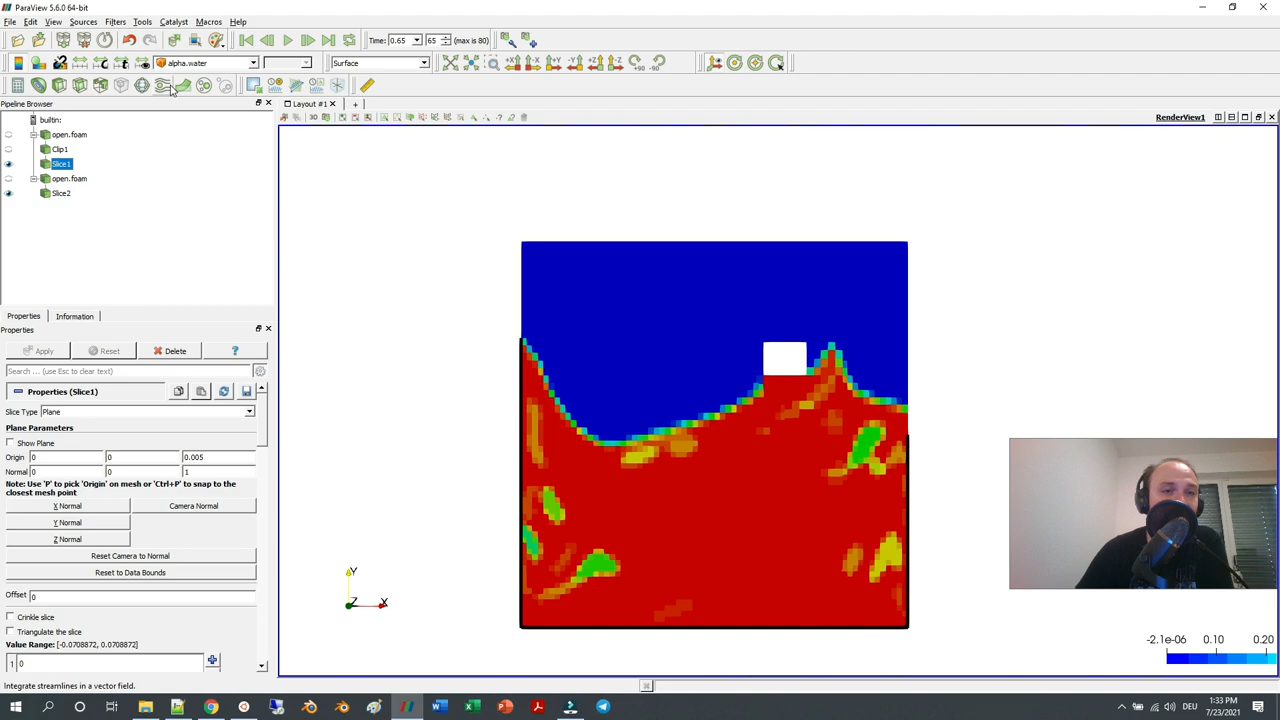 ParaView 5.6.0 64-bit
File Edit View Sources Filters Tools Catalyst Macros Help
Time: 0.65 65 (max is 80)
alpha.water Surface
+X -X +Y -Y +Z -Z +90 -90
Pipeline Browser
Layout #1
3D
RenderView1
builtin:
open.foam
Clip1
Slice1
open.foam
Slice2
Properties Information
Properties
Apply Reset Delete ?
Search ... (use Esc to clear text)
Properties (Slice1)
Slice Type Plane
Plane Parameters
Show Plane
Origin 0 0 0.005
Normal 0 0 1
Note: Use 'P' to pick 'Origin' on mesh or 'Ctrl+P' to snap to the
closest mesh point
X Normal Camera Normal
Y Normal
Z Normal
Reset Camera to Normal
Reset to Data Bounds
Offset 0
Crinkle slice
Triangulate the slice
Value Range: [-0.0708872, 0.0708872]
1 0
Integrate streamlines in a vector field.
Y
Z X
-2.1e-06 0.10 0.20
DEU
1:33 PM
7/23/2021